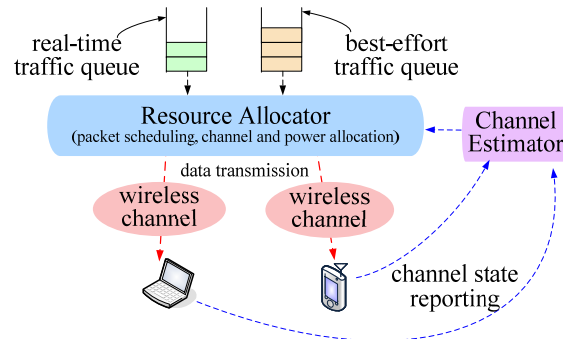 real-time
traffic queue
best-effort
traffic queue
Resource Allocator
(packet scheduling, channel and power allocation)
Channel
Estimator
data transmission
wireless
channel
wireless
channel
channel state
reporting